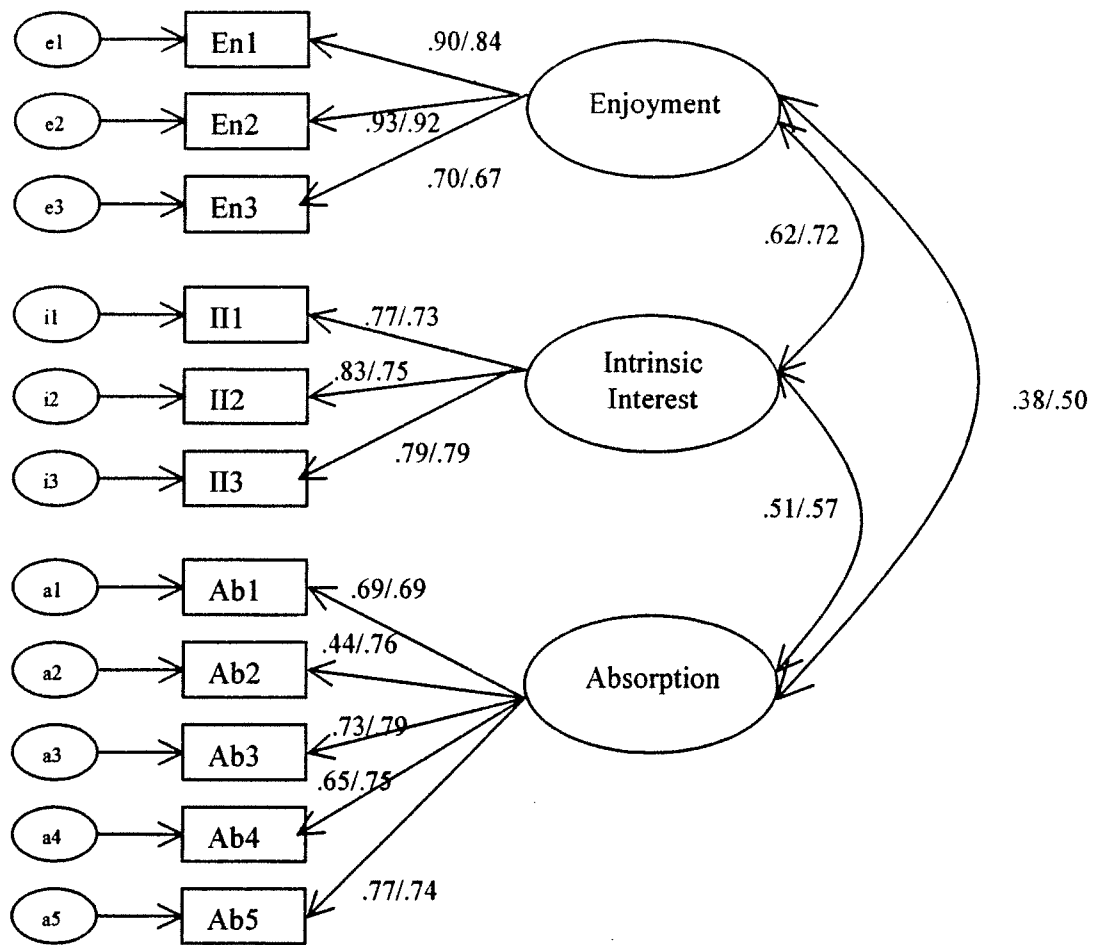 e1
En1
.90/.84
Enjoyment
e2
En2
.93/.92
e3
En3
.70/.67
.62/.72
i1
II1
.77/.73
Intrinsic
Interest
i2
II2
.83/.75
.38/.50
i3
II3
.79/.79
.51/.57
a1
Ab1
.69/.69
a2
Ab2
.44/.76
Absorption
a3
Ab3
.73/.79
a4
Ab4
.65/.75
a5
Ab5
.77/.74